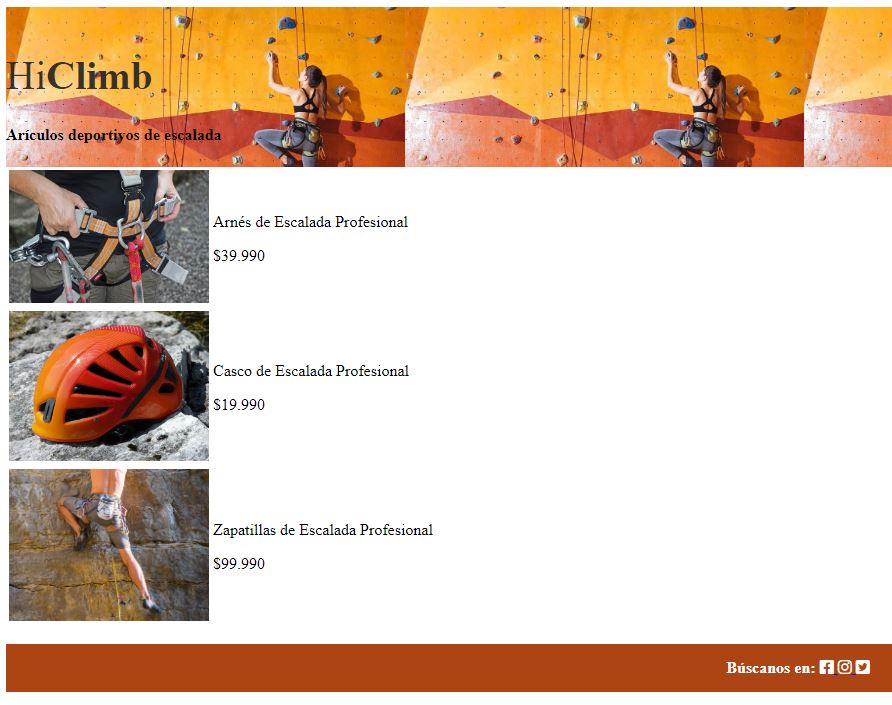 HiClimb
Arículos deportivos de escalada
Arnés de Escalada Profesional
$39.990
Casco de Escalada Profesional
$19.990
Zapatillas de Escalada Profesional
$99.990
Búscanos en: